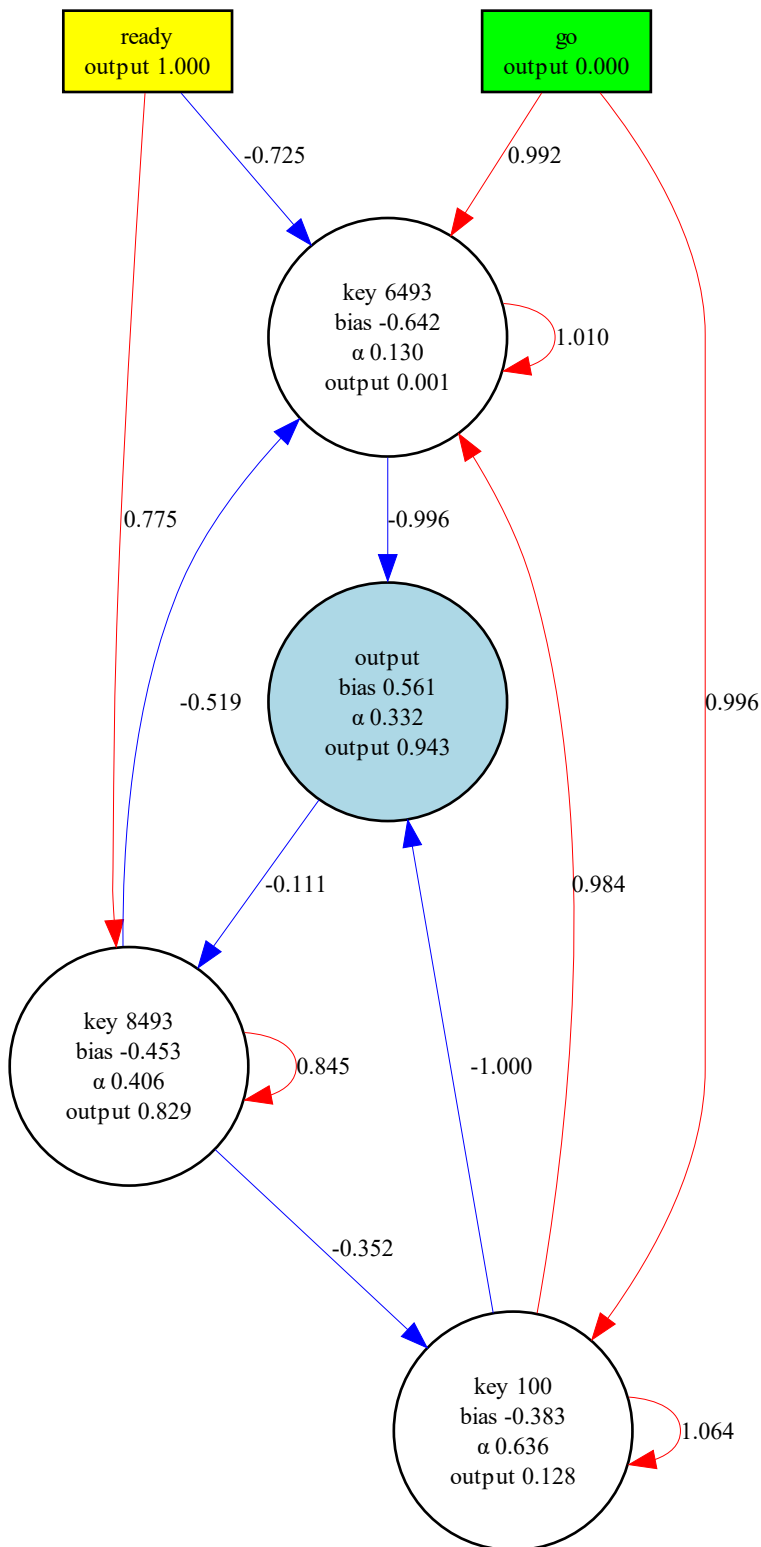 ready
output 1.000
go
output 0.000
-0.725
0.992
key 6493
bias -0.642
α 0.130
output 0.001
1.010
0.775
-0.996
-0.519
output
bias 0.561
α 0.332
output 0.943
0.996
-0.111
0.984
key 8493
bias -0.453
α 0.406
output 0.829
0.845
-1.000
-0.352
key 100
bias -0.383
α 0.636
output 0.128
1.064